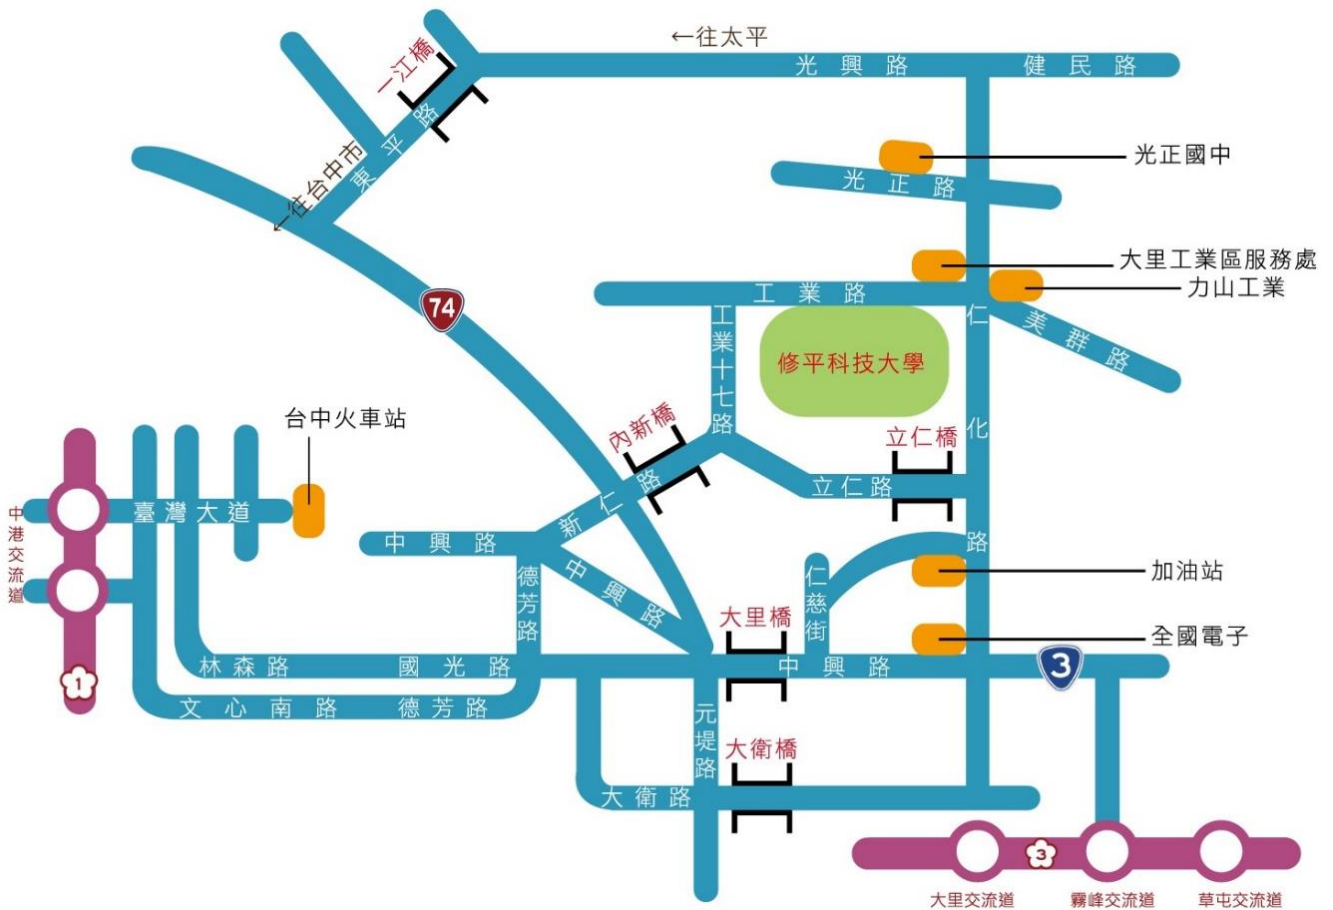 ←往太平
一江橋
光興路
健民路
東平路
←往台中市
光正國中
光正路
大里工業區服務處
力山工業
工業路
美群路
74
工業十七路
修平科技大學
仁化路
台中火車站
內新橋
立仁橋
新仁路
立仁路
中港交流道
臺灣大道
中興路
德芳路
中興路
仁慈街
加油站
大里橋
全國電子
林森路
國光路
中興路
3
1
文心南路
德芳路
元堤路
大衛橋
大衛路
3
大里交流道
霧峰交流道
草屯交流道